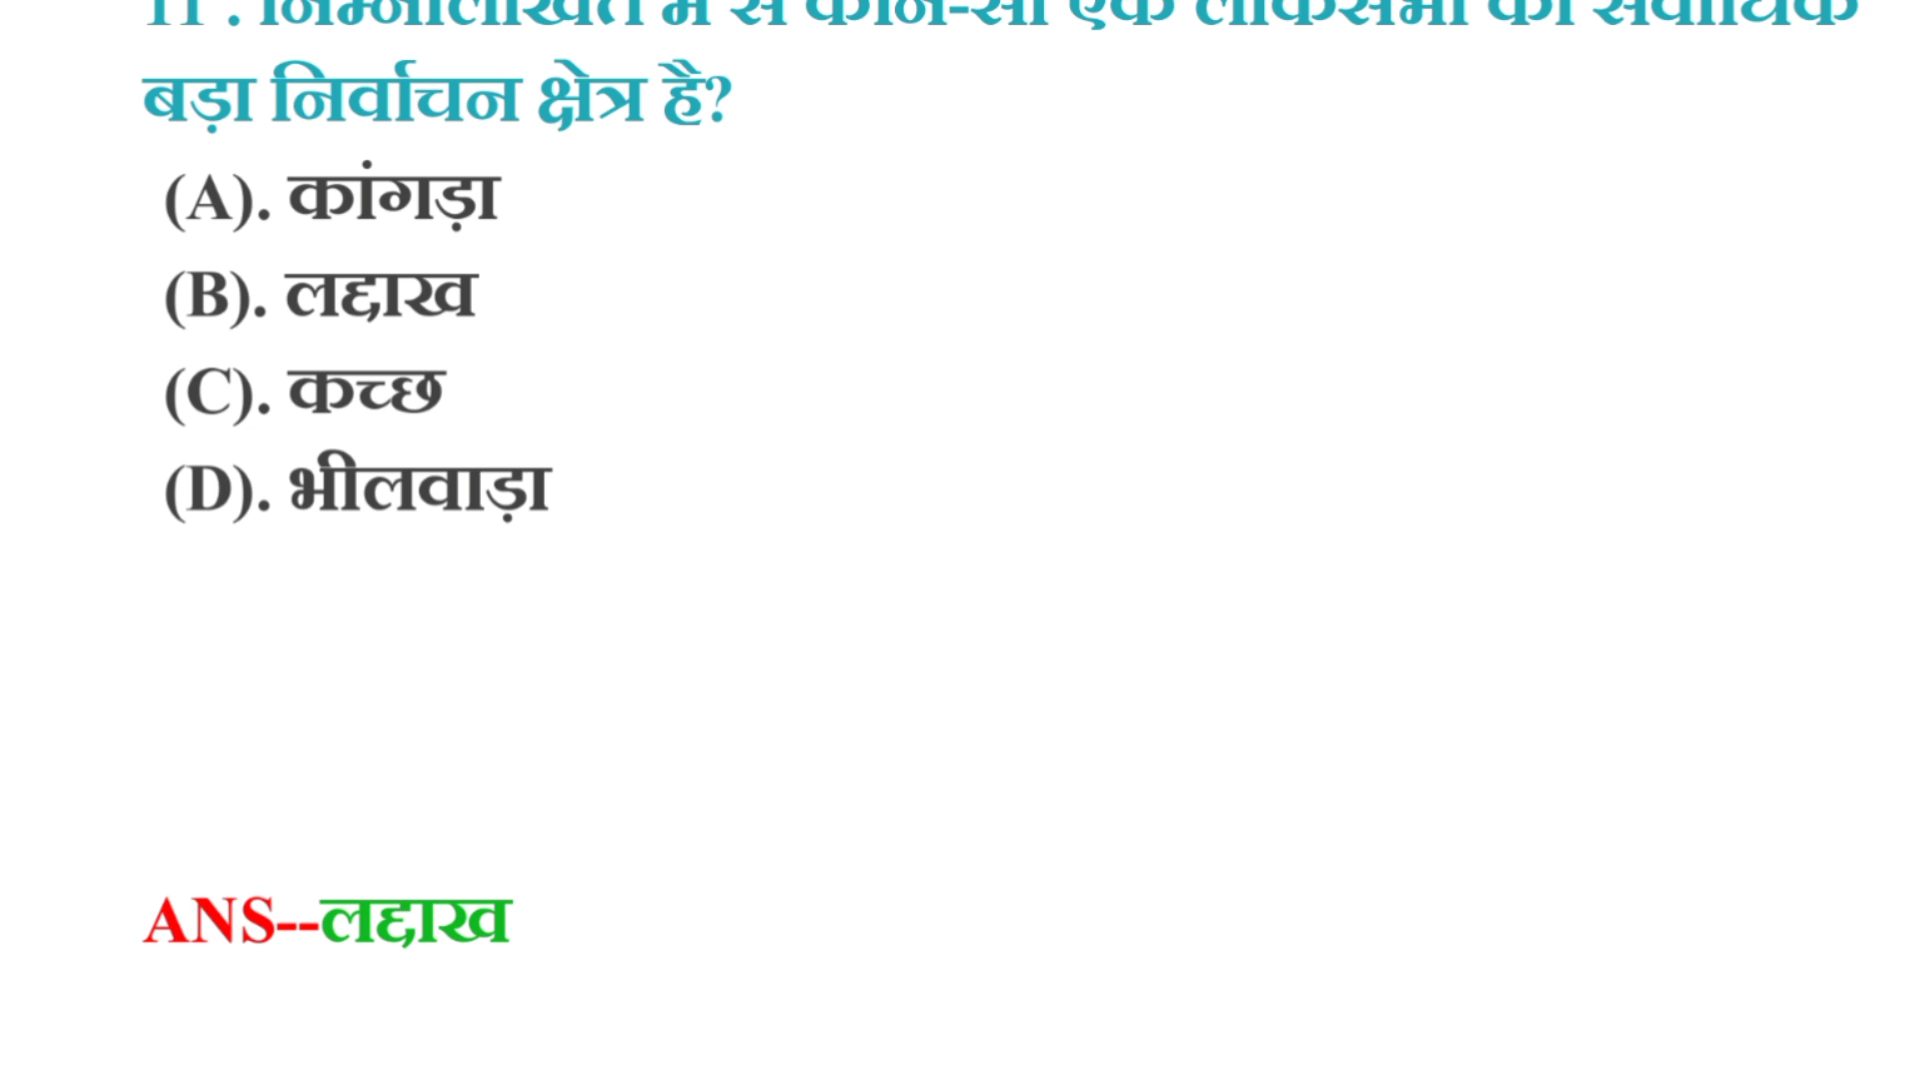 11 . निम्नलिखित में से कौन-सा एक लोकसभा का सर्वाधिक
बड़ा निर्वाचन क्षेत्र है?
(A). कांगड़ा
(B). लद्दाख
(C). कच्छ
(D). भीलवाड़ा
ANS--लद्दाख